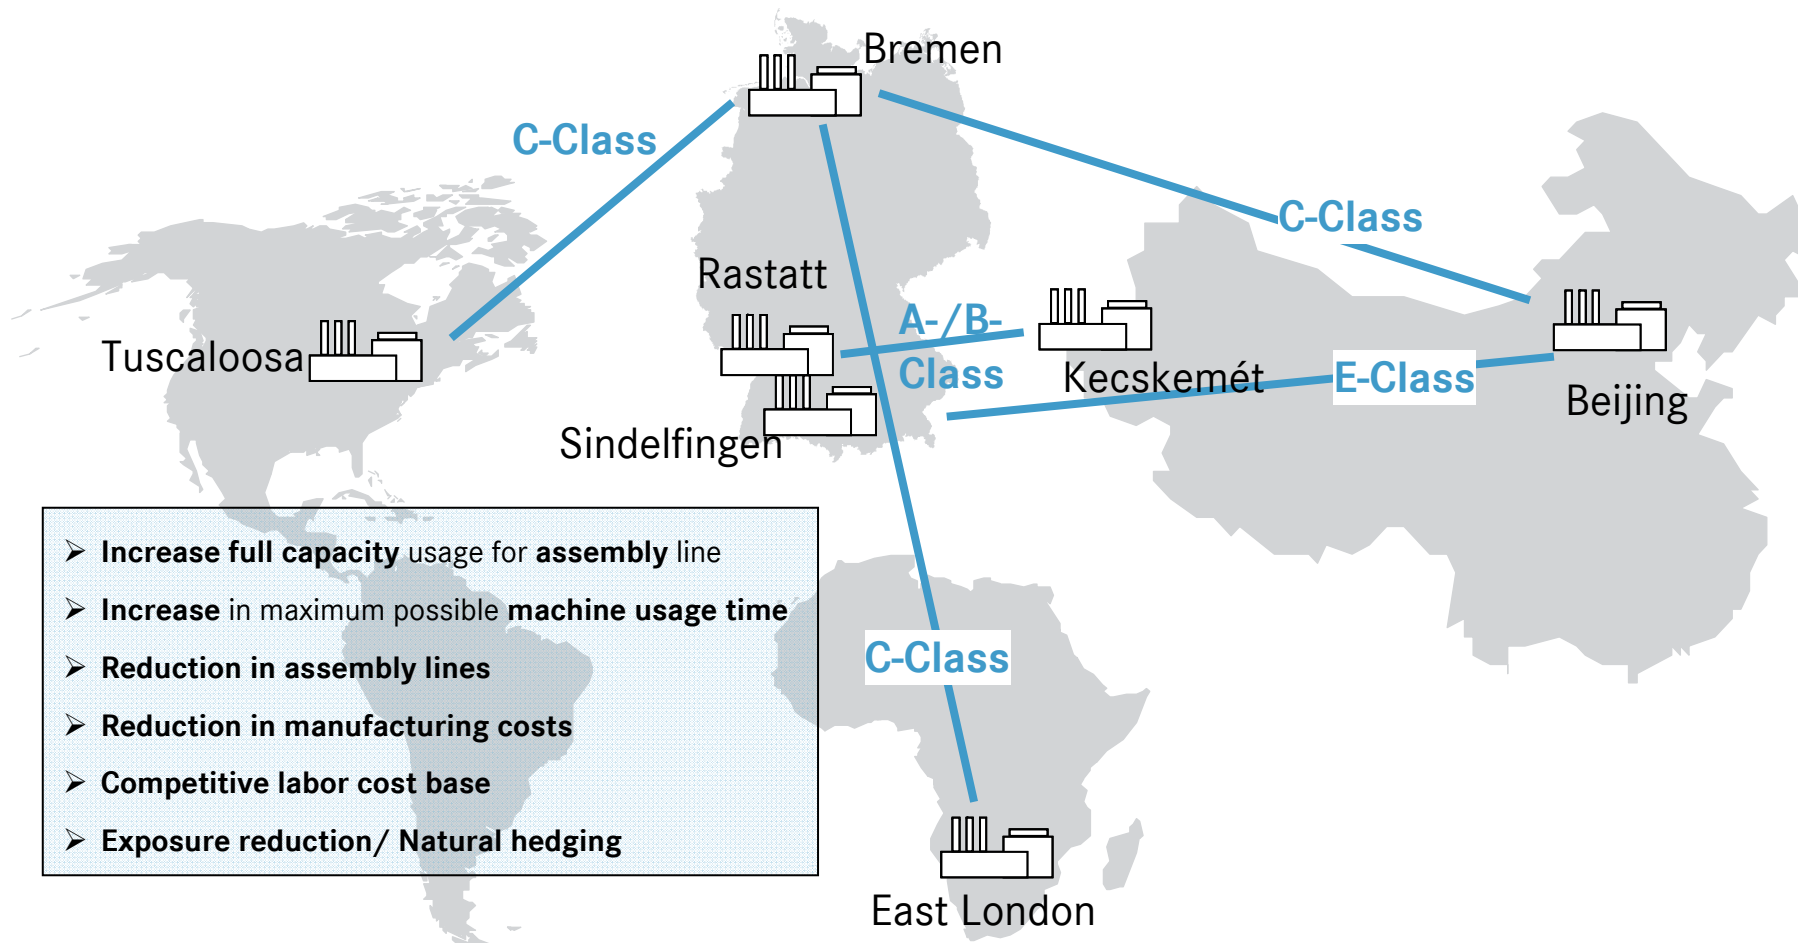 Bremen
C-Class
C-Class
Rastatt
A-/B-
Class
Tuscaloosa
Kecskemét
E-Class
Beijing
Sindelfingen
➢ Increase full capacity usage for assembly line
➢ Increase in maximum possible machine usage time
➢ Reduction in assembly lines
➢ Reduction in manufacturing costs
➢ Competitive labor cost base
➢ Exposure reduction/ Natural hedging
C-Class
East London